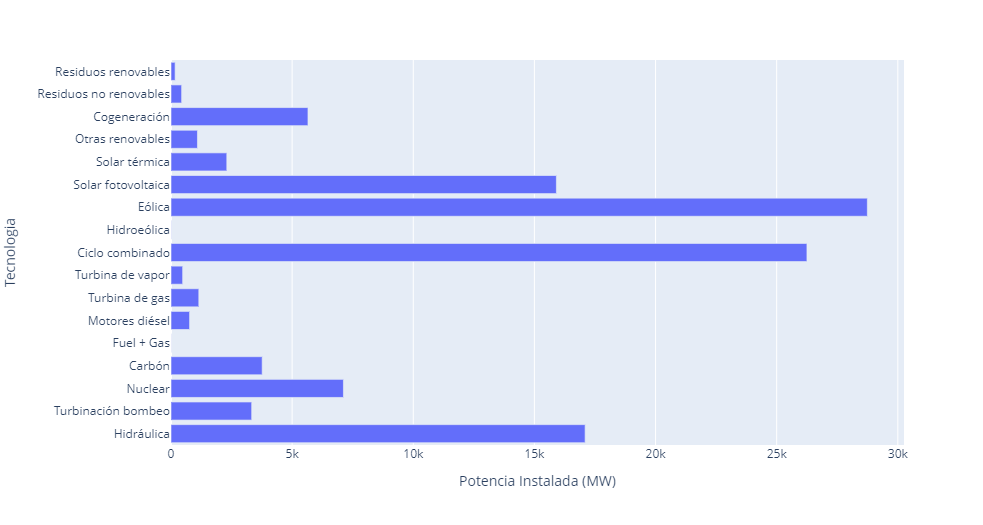 Residuos renovables
Residuos no renovables
Cogeneración
Otras renovables
Solar térmica
Solar fotovoltaica
Eólica
Hidroeólica
Ciclo combinado
Turbina de vapor
Turbina de gas
Motores diésel
Fuel + Gas
Carbón
Nuclear
Turbinación bombeo
Hidráulica
Tecnologia
0 5k 10k 15k 20k 25k 30k
Potencia Instalada (MW)